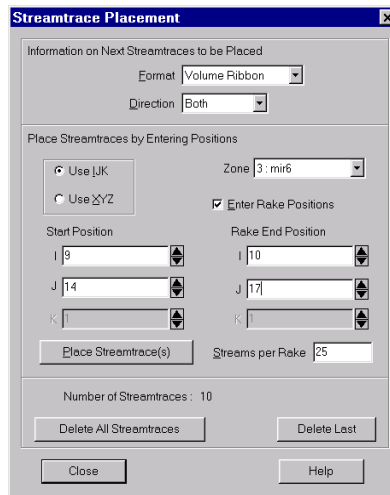 Streamtrace Placement
Information on Next Streamtraces to be Placed
Format Volume Ribbon
Direction Both
Place Streamtraces by Entering Positions
Use IJK
Zone 3 : mir6
Use XYZ
Enter Rake Positions
Start Position Rake End Position
I 9 I 10
J 14 J 17
K 1 K 1
Place Streamtrace(s) Streams per Rake 25
Number of Streamtraces : 10
Delete All Streamtraces Delete Last
Close Help